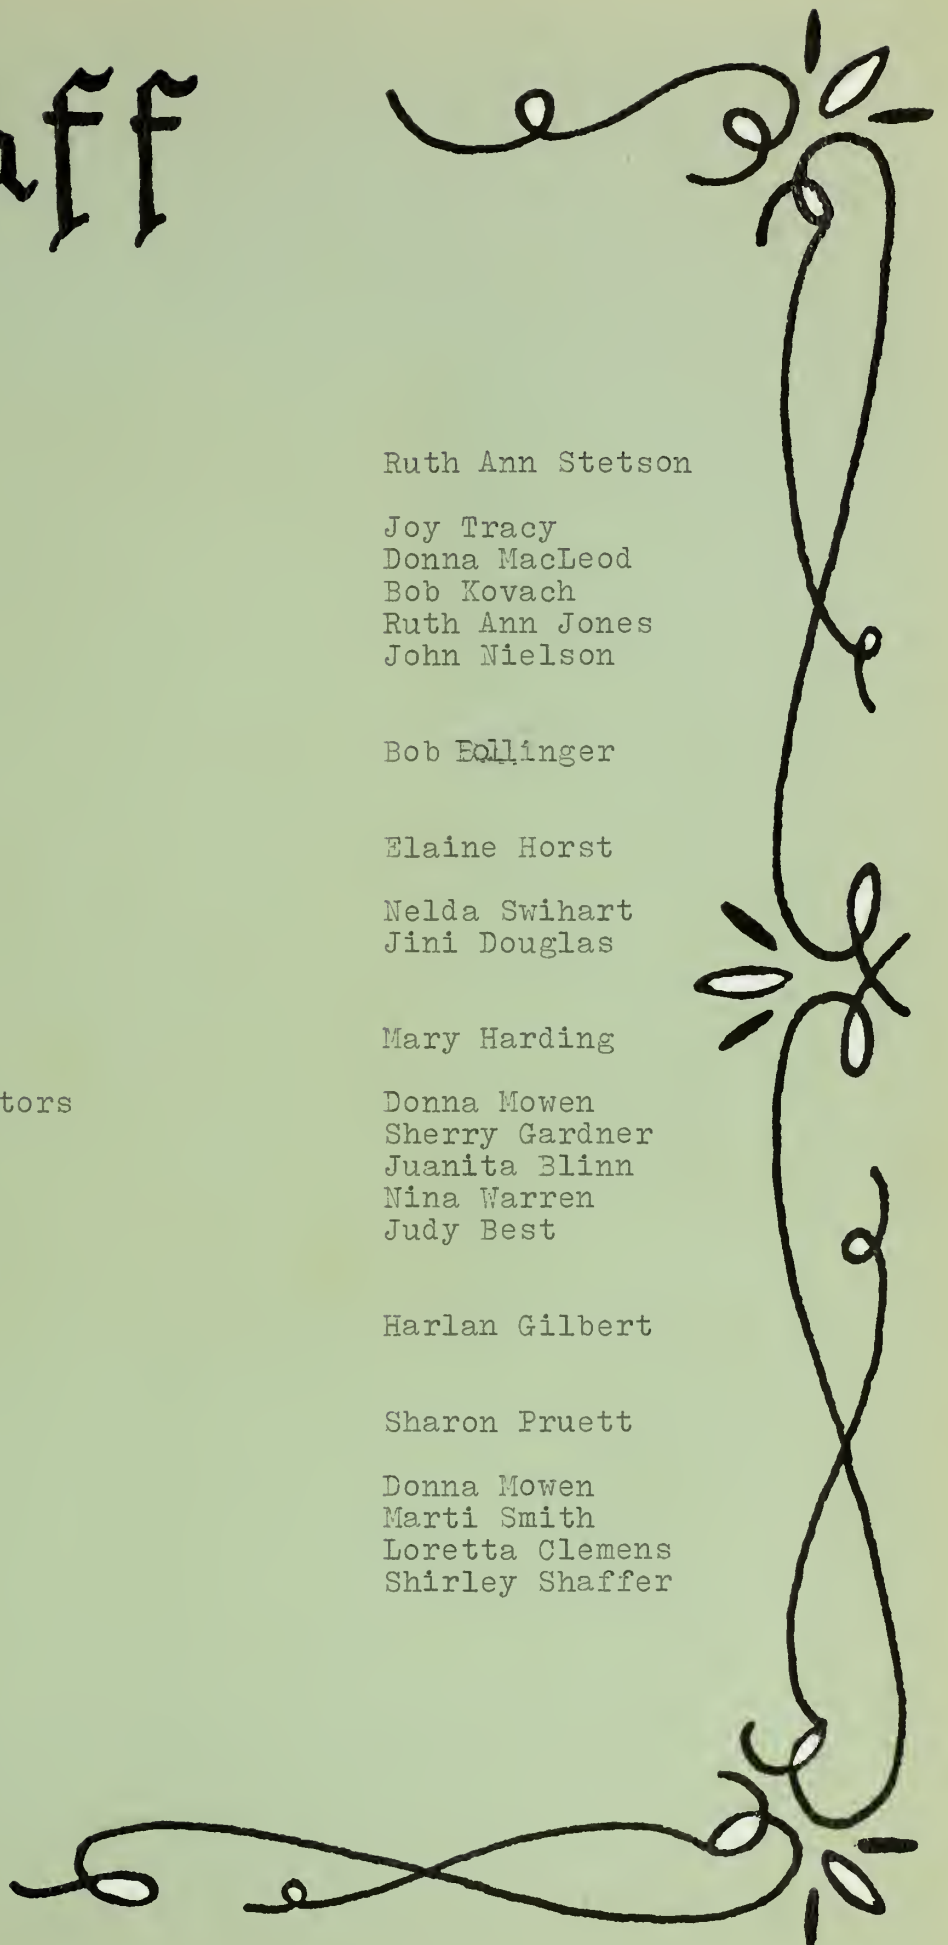 aff
Ruth Ann Stetson
Joy Tracy
Donna MacLeod
Bob Kovach
Ruth Ann Jones
John Nielson
Bob Bollinger
Elaine Horst
Nelda Swihart
Jini Douglas
Mary Harding
tors Donna Mowen
Sherry Gardner
Juanita Blinn
Nina Warren
Judy Best
Harlan Gilbert
Sharon Pruett
Donna Mowen
Marti Smith
Loretta Clemens
Shirley Shaffer